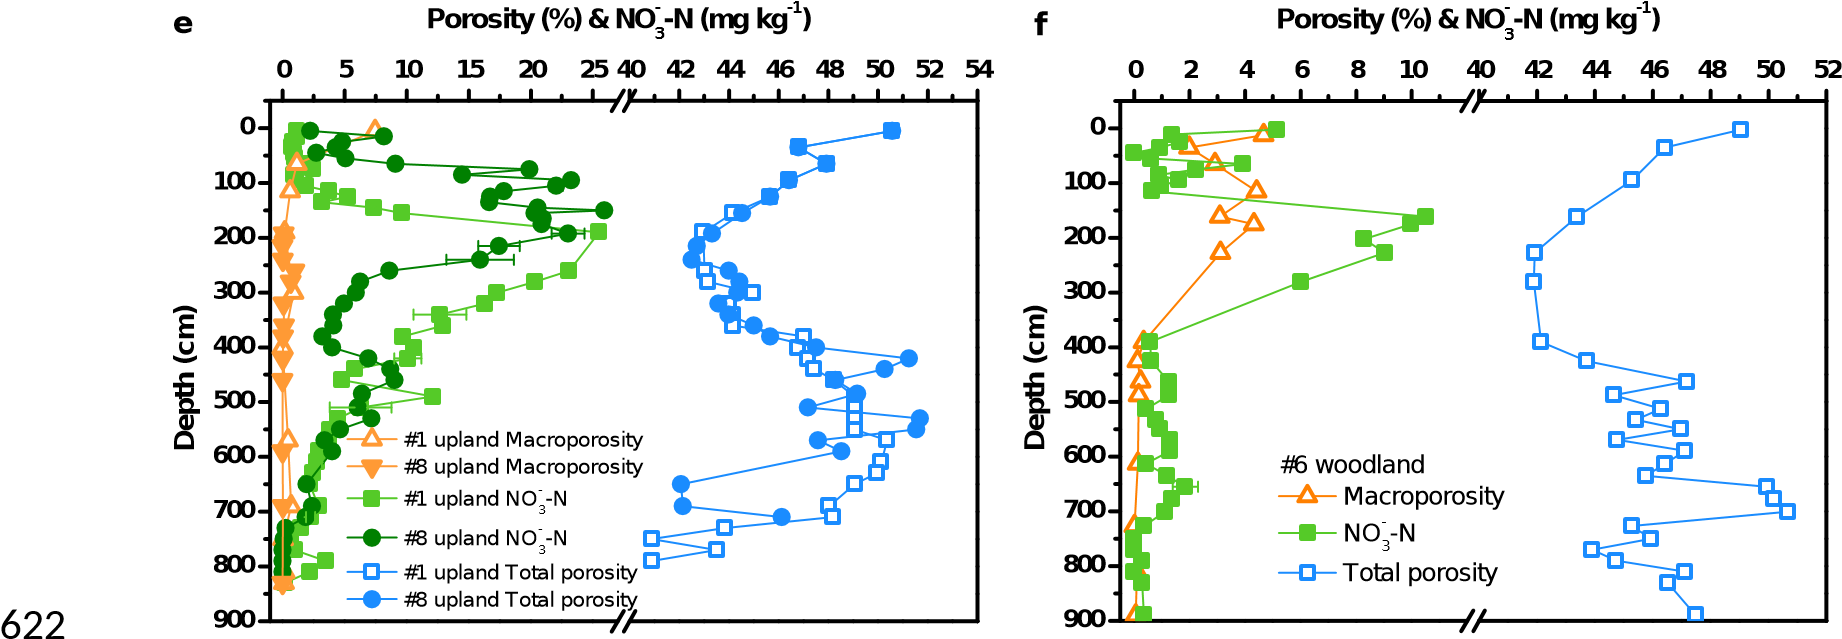 e
Porosity (%) & NO₃⁻-N (mg kg⁻¹)
0 5 10 15 20 25 40 42 44 46 48 50 52 54
Depth (cm)
0
100
200
300
400
500
600
700
800
900
#1 upland Macroporosity
#8 upland Macroporosity
#1 upland NO₃⁻-N
#8 upland NO₃⁻-N
#1 upland Total porosity
#8 upland Total porosity
f
Porosity (%) & NO₃⁻-N (mg kg⁻¹)
0 2 4 6 8 10 40 42 44 46 48 50 52
Depth (cm)
0
100
200
300
400
500
600
700
800
900
#6 woodland
Macroporosity
NO₃⁻-N
Total porosity
622